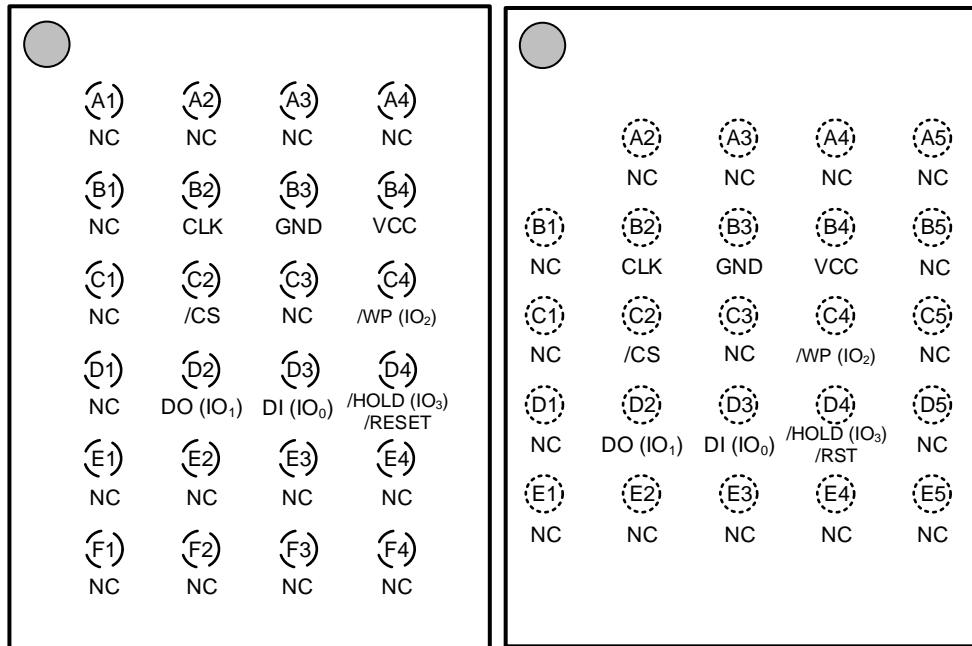 A1 A2 A3 A4
NC NC NC NC
B1 B2 B3 B4
NC CLK GND VCC
C1 C2 C3 C4
NC /CS NC /WP (IO₂)
D1 D2 D3 D4
NC DO (IO₁) DI (IO₀) /HOLD (IO₃)
/RESET
E1 E2 E3 E4
NC NC NC NC
F1 F2 F3 F4
NC NC NC NC
A2 A3 A4 A5
NC NC NC NC
B1 B2 B3 B4 B5
NC CLK GND VCC NC
C1 C2 C3 C4 C5
NC /CS NC /WP (IO₂) NC
D1 D2 D3 D4 D5
NC DO (IO₁) DI (IO₀) /HOLD (IO₃) NC
/RST
E1 E2 E3 E4 E5
NC NC NC NC NC